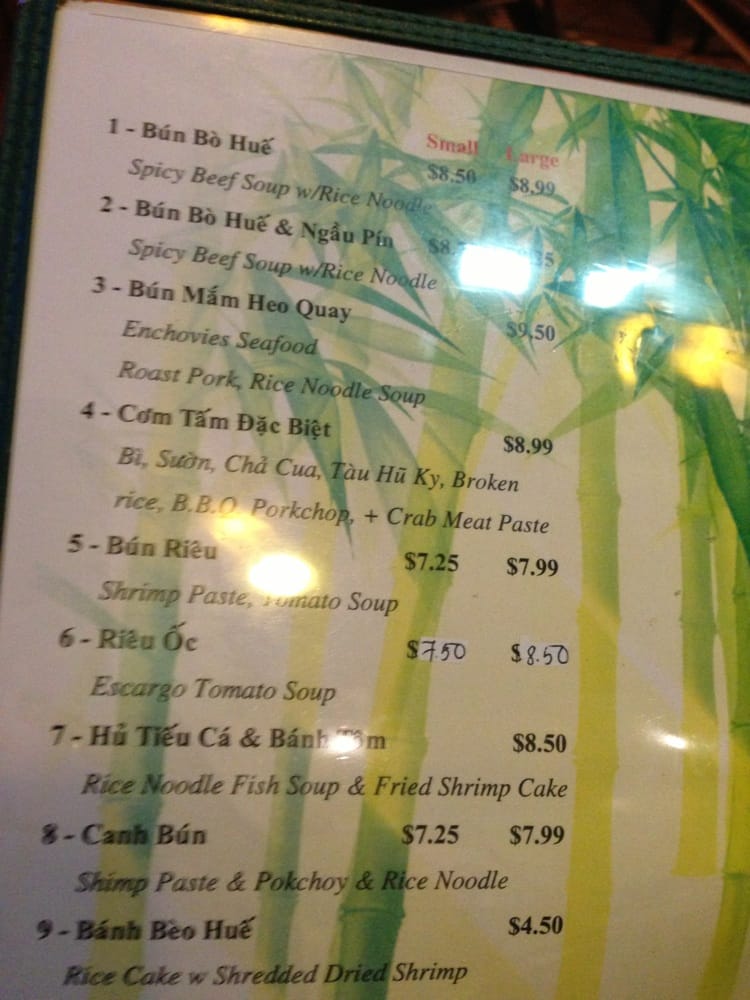 Small Large
1 - Bún Bò Huế $8.50 $8.99
Spicy Beef Soup w/Rice Noodle
2 - Bún Bò Huế & Ngầu Pín
Spicy Beef Soup w/Rice Noodle
3 - Bún Mắm Heo Quay $9.50
Enchovies Seafood
Roast Pork, Rice Noodle Soup
4 - Cơm Tấm Đặc Biệt $8.99
Bì, Sườn, Chả Cua, Tàu Hũ Ky, Broken
rice, B.B.Q. Porkchop, + Crab Meat Paste
5 - Bún Riêu $7.25 $7.99
Shrimp Paste, Tomato Soup
6 - Riêu Ốc $7.50 $8.50
Escargo Tomato Soup
7 - Hủ Tiếu Cá & Bánh Tôm $8.50
Rice Noodle Fish Soup & Fried Shrimp Cake
8 - Canh Bún $7.25 $7.99
Shimp Paste & Pokchoy & Rice Noodle
9 - Bánh Bèo Huế $4.50
Rice Cake w Shredded Dried Shrimp